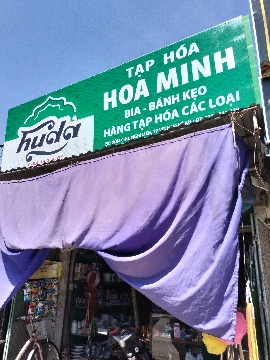 TẠP HÓA
HOA MINH
BIA - BÁNH KẸO
HÀNG TẠP HÓA CÁC LOẠI
huda